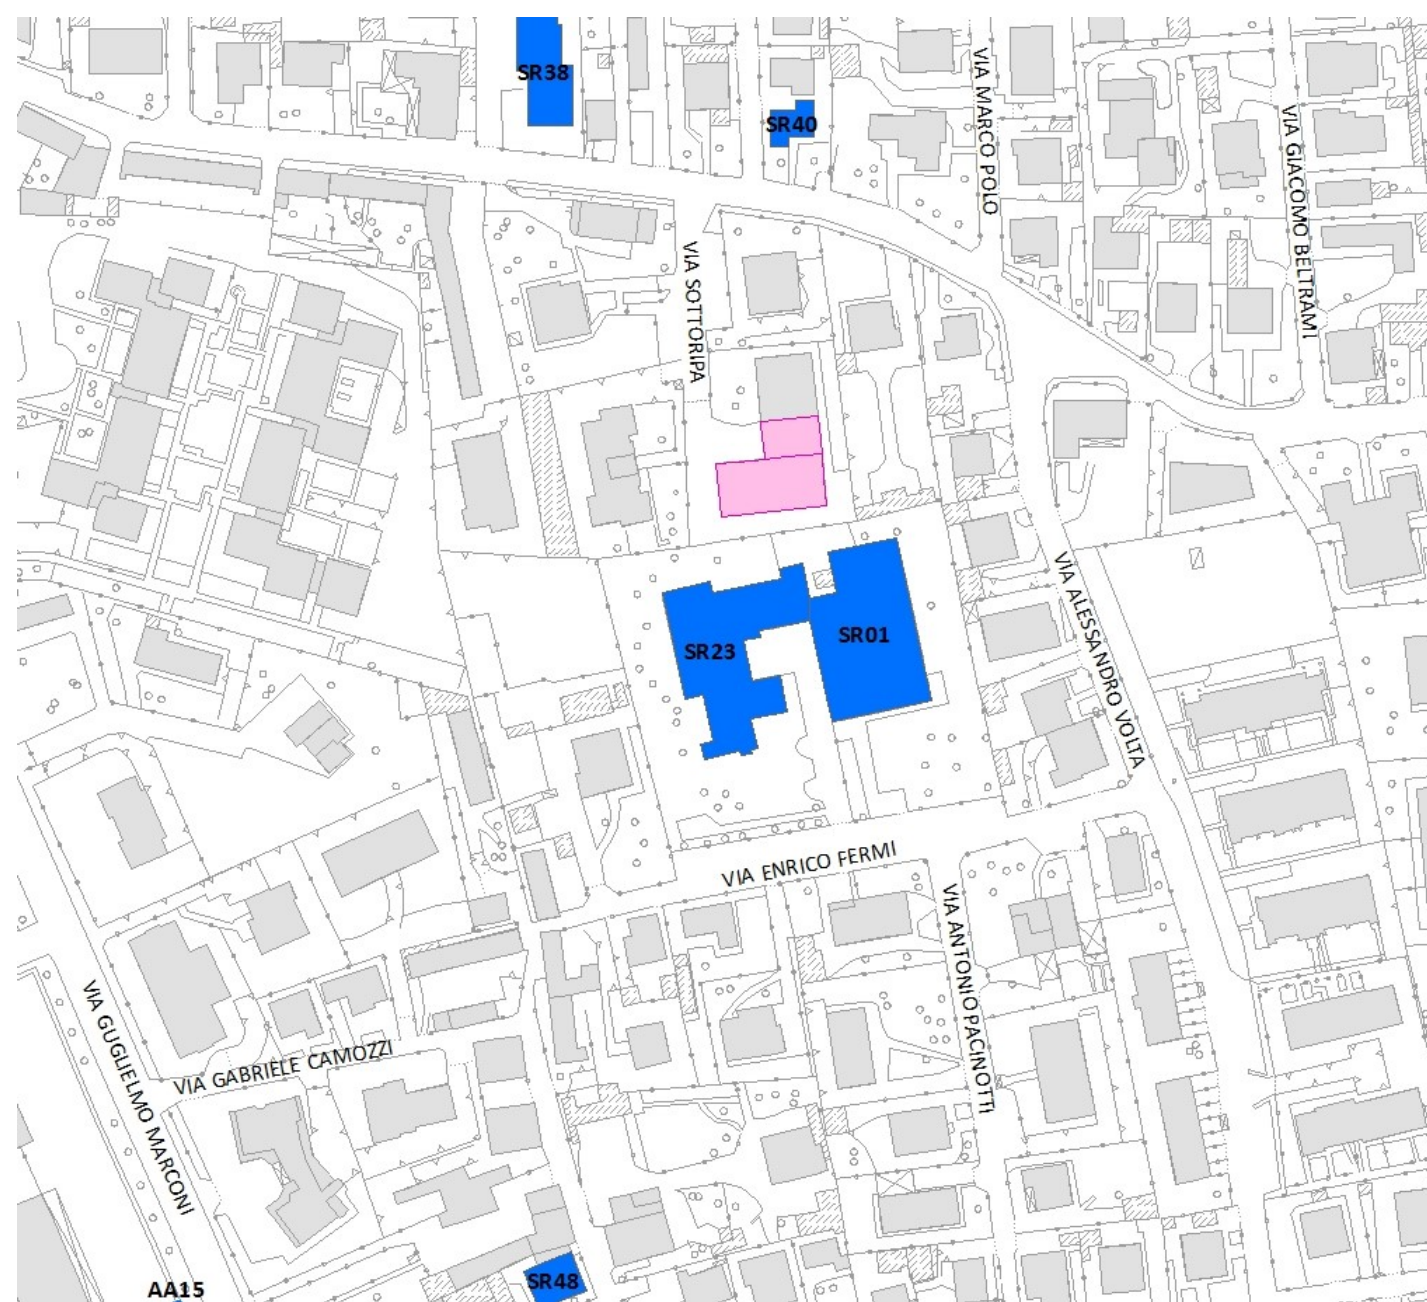 SR38
SR40
VIA MARCO POLO
VIA GIACOMO BELTRAMI
VIA SOTTORIPA
SR01
SR23
VIA ALESSANDRO VOLTA
VIA ENRICO FERMI
VIA ANTONIO PACINOTTI
VIA GUGLIELMO MARCONI
VIA GABRIELE CAMOZZI
SR48
AA15